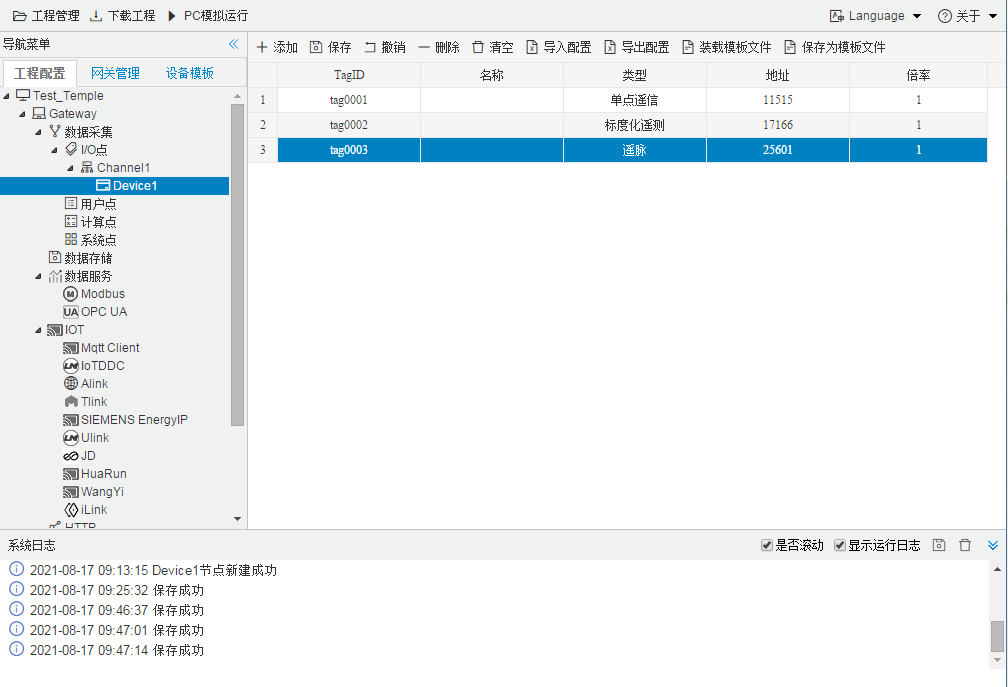 工程管理 下载工程 PC模拟运行 Language 关于
导航菜单
工程配置 网关管理 设备模板
Test_Temple
Gateway
数据采集
I/O点
Channel1
Device1
用户点
计算点
系统点
数据存储
数据服务
Modbus
UA OPC UA
IOT
Mqtt Client
IoTDDC
Alink
Tlink
SIEMENS EnergyIP
Ulink
JD
HuaRun
WangYi
iLink
HTTP
添加 保存 撤销 删除 清空 导入配置 导出配置 装载模板文件 保存为模板文件
TagID 名称 类型 地址 倍率
1 tag0001 单点遥信 11515 1
2 tag0002 标度化遥测 17166 1
3 tag0003 遥脉 25601 1
系统日志 是否滚动 显示运行日志
2021-08-17 09:13:15 Device1节点新建成功
2021-08-17 09:25:32 保存成功
2021-08-17 09:46:37 保存成功
2021-08-17 09:47:01 保存成功
2021-08-17 09:47:14 保存成功